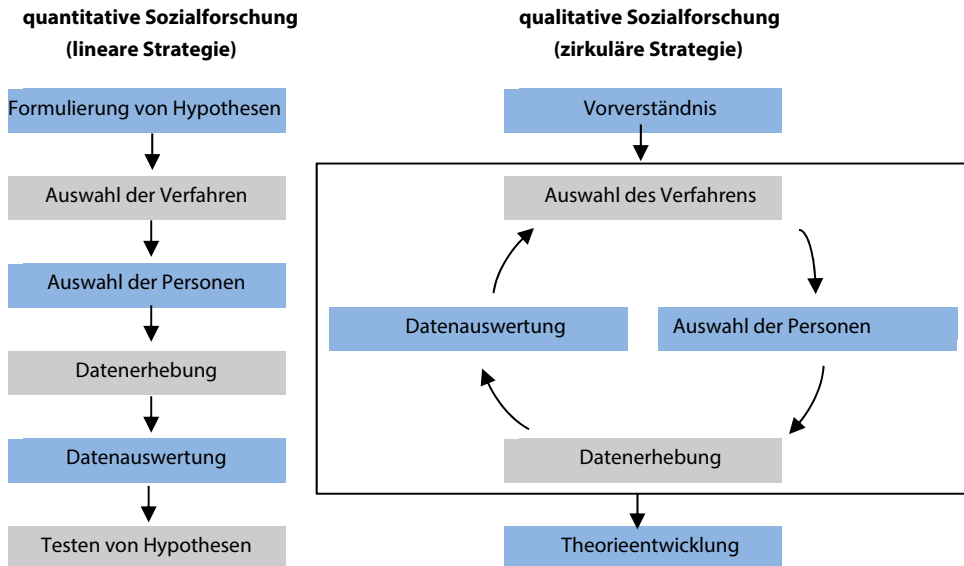 quantitative Sozialforschung
(lineare Strategie)
Formulierung von Hypothesen
Auswahl der Verfahren
Auswahl der Personen
Datenerhebung
Datenauswertung
Testen von Hypothesen
qualitative Sozialforschung
(zirkuläre Strategie)
Vorverständnis
Auswahl des Verfahrens
Datenauswertung
Auswahl der Personen
Datenerhebung
Theorieentwicklung